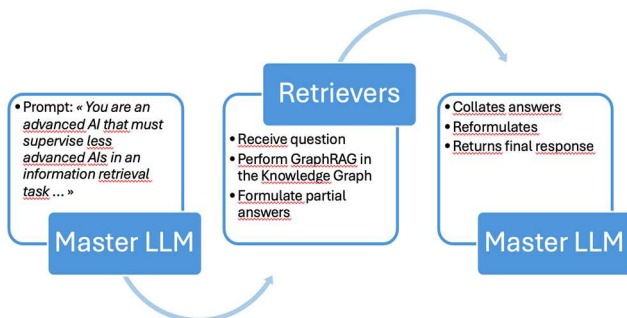 • Prompt: « You are an
advanced AI that must
supervise less
advanced AIs in an
information retrieval
task ... »
Master LLM
Retrievers
• Receive question
• Perform GraphRAG in
the Knowledge Graph
• Formulate partial
answers
• Collates answers
• Reformulates
• Returns final response
Master LLM